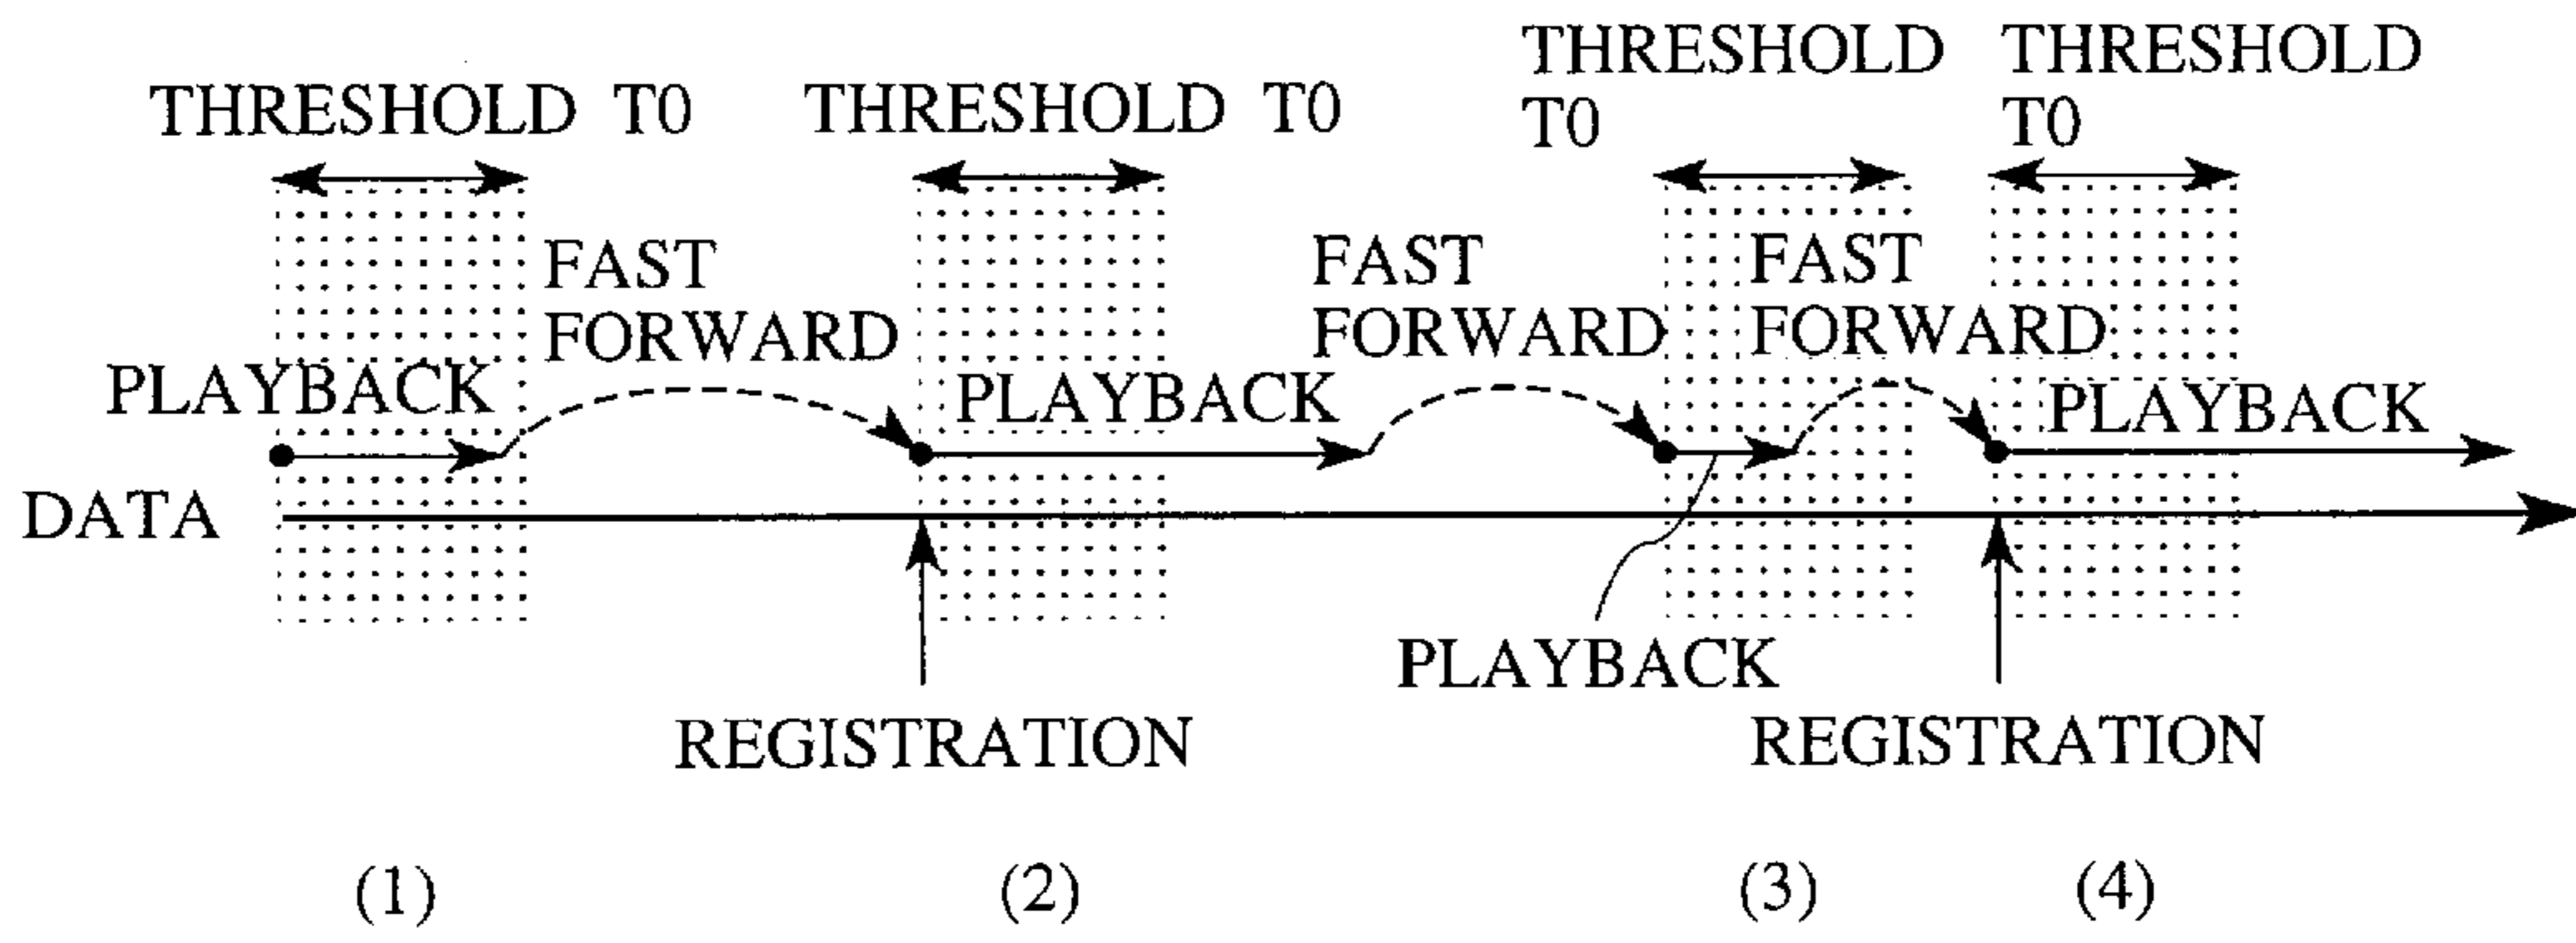 THRESHOLD T0
THRESHOLD T0
THRESHOLD
T0
THRESHOLD
T0
FAST
FORWARD
FAST
FORWARD
FAST
FORWARD
PLAYBACK
PLAYBACK
PLAYBACK
DATA
PLAYBACK
REGISTRATION
REGISTRATION
(1)
(2)
(3)
(4)